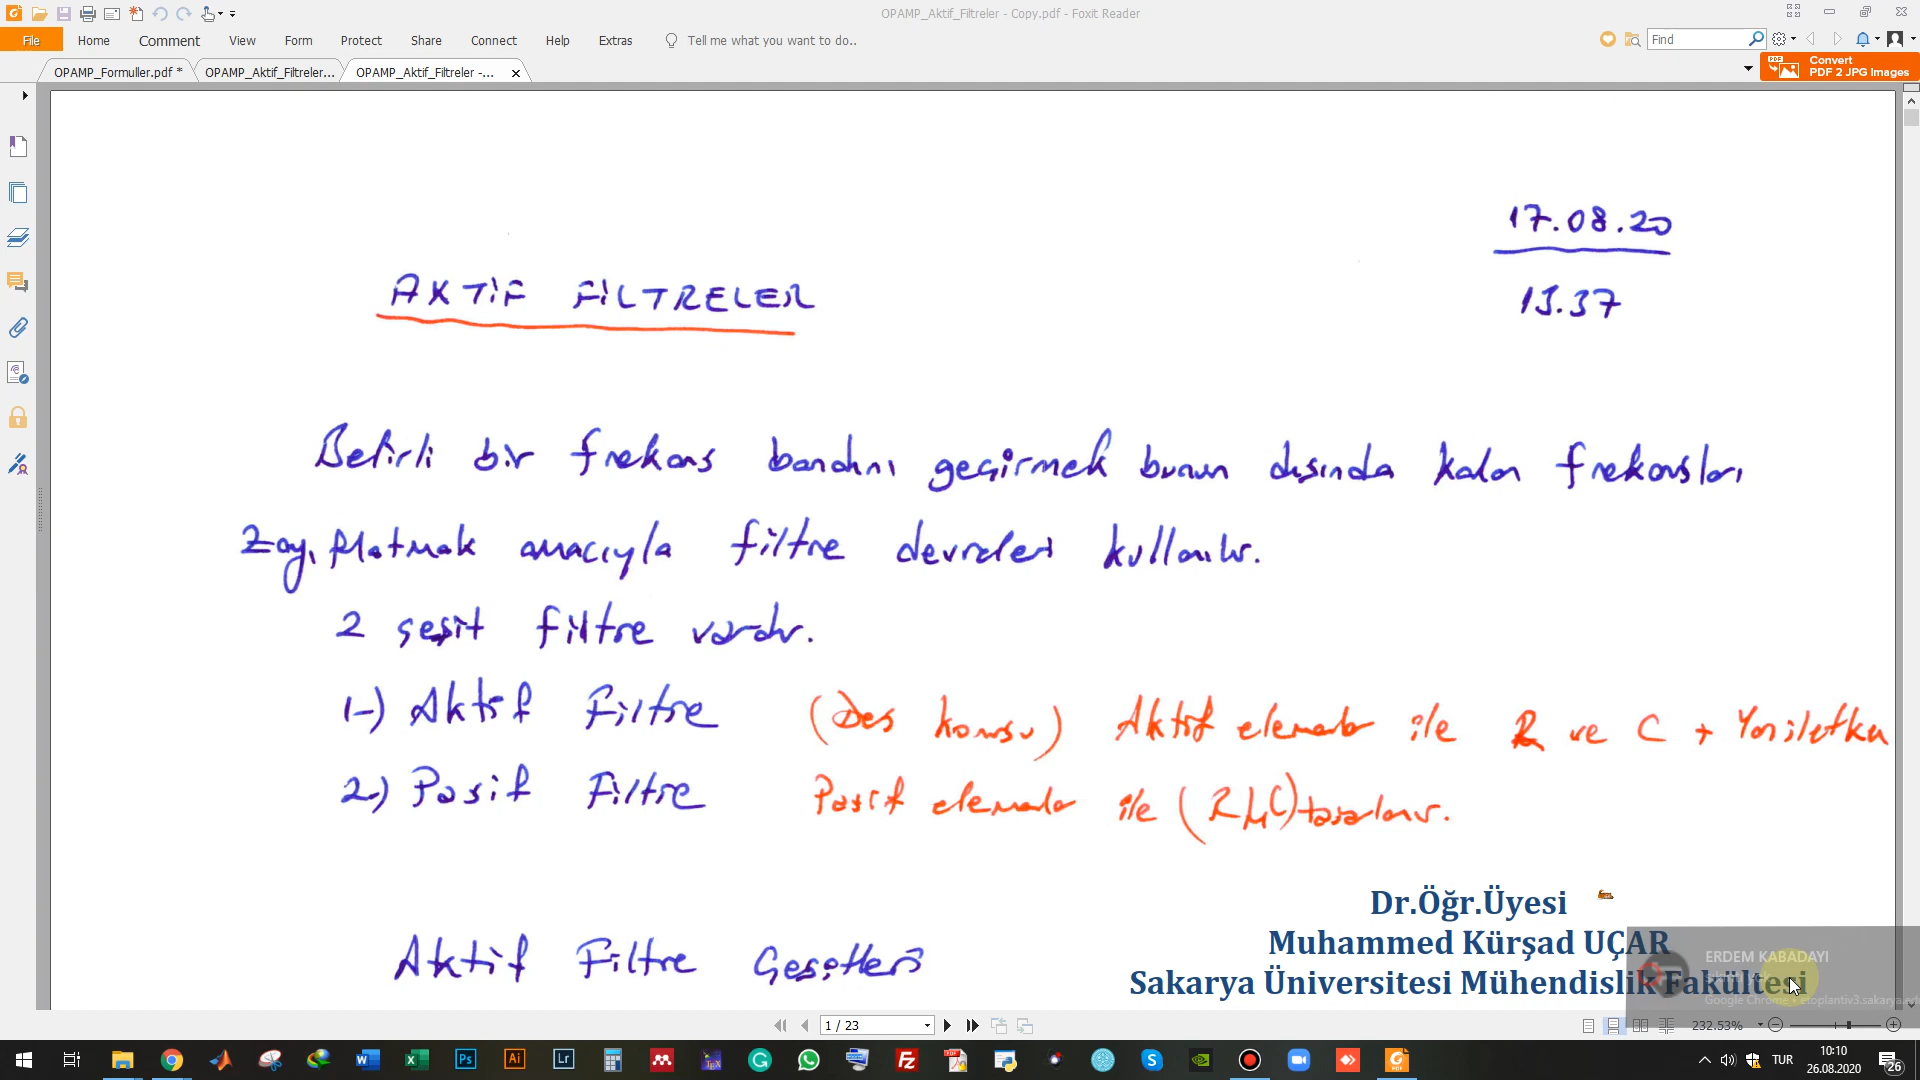 OPAMP_Aktif_Filtreler - Copy.pdf - Foxit Reader
File Home Comment View Form Protect Share Connect Help Extras Tell me what you want to do.. Find
OPAMP_Formuller.pdf * OPAMP_Aktif_Filtreler... OPAMP_Aktif_Filtreler -...
Convert
PDF 2 JPG Images
17.08.20
AKTİF FİLTRELER
Belirli bir frekans bandını geçirmek bunun dışında kalan frekansları
Zayıflatmak amacıyla filtre devreleri kullanılır.
2 çeşit filtre vardır.
1-) Aktif Filtre (Ders konusu) Aktif elemanlar ile R ve C + Yarıiletken
2-) Pasif Filtre Pasif elemanlar ile tasarlanır.
Dr.Öğr.Üyesi
Muhammed Kürşad UÇAR
Sakarya Üniversitesi Mühendislik Fakültesi
Aktif Filtre Çeşitleri
ERDEM KABADAYI
Google Chrome • etoplantiv3.sakarya
1 / 23
232.53%
TUR
10:10
26.08.2020
26